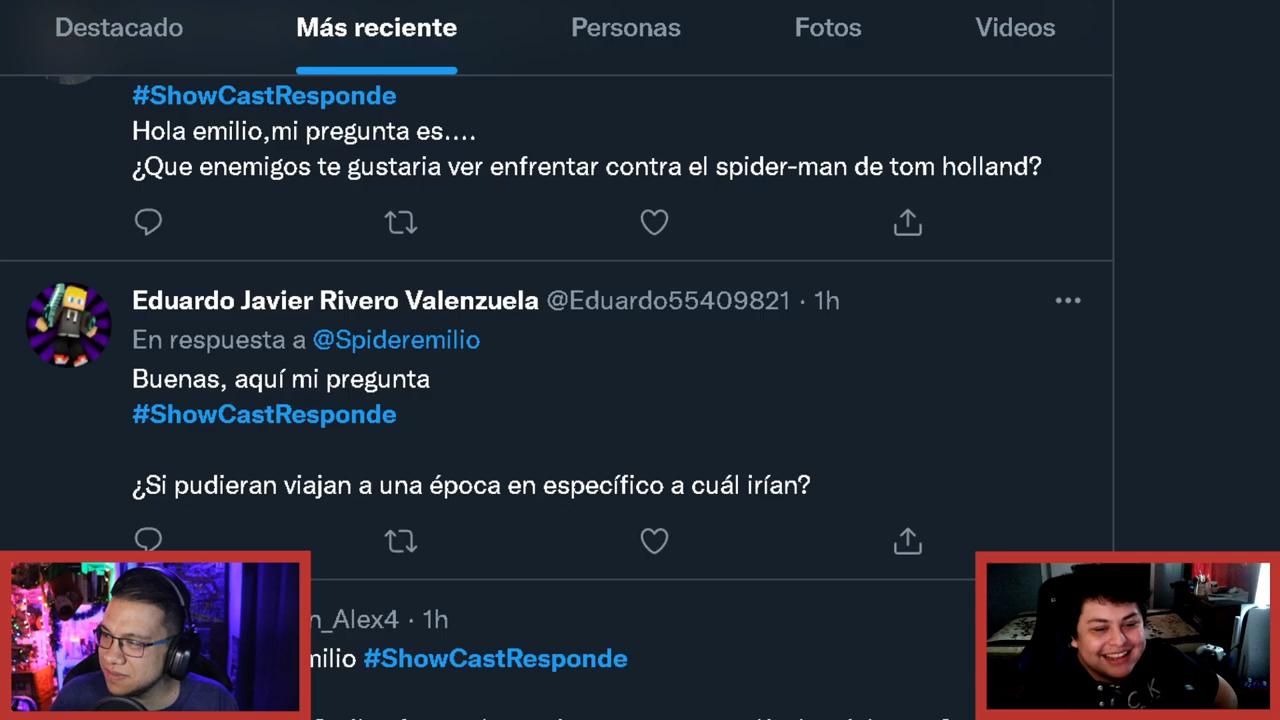 Destacado
Más reciente
Personas
Fotos
Videos
#ShowCastResponde
Hola emilio,mi pregunta es....
¿Que enemigos te gustaria ver enfrentar contra el spider-man de tom holland?
Eduardo Javier Rivero Valenzuela @Eduardo55409821 · 1h
En respuesta a @Spideremilio
Buenas, aquí mi pregunta
#ShowCastResponde
¿Si pudieran viajan a una época en específico a cuál irían?
n_Alex4 · 1h
milio #ShowCastResponde